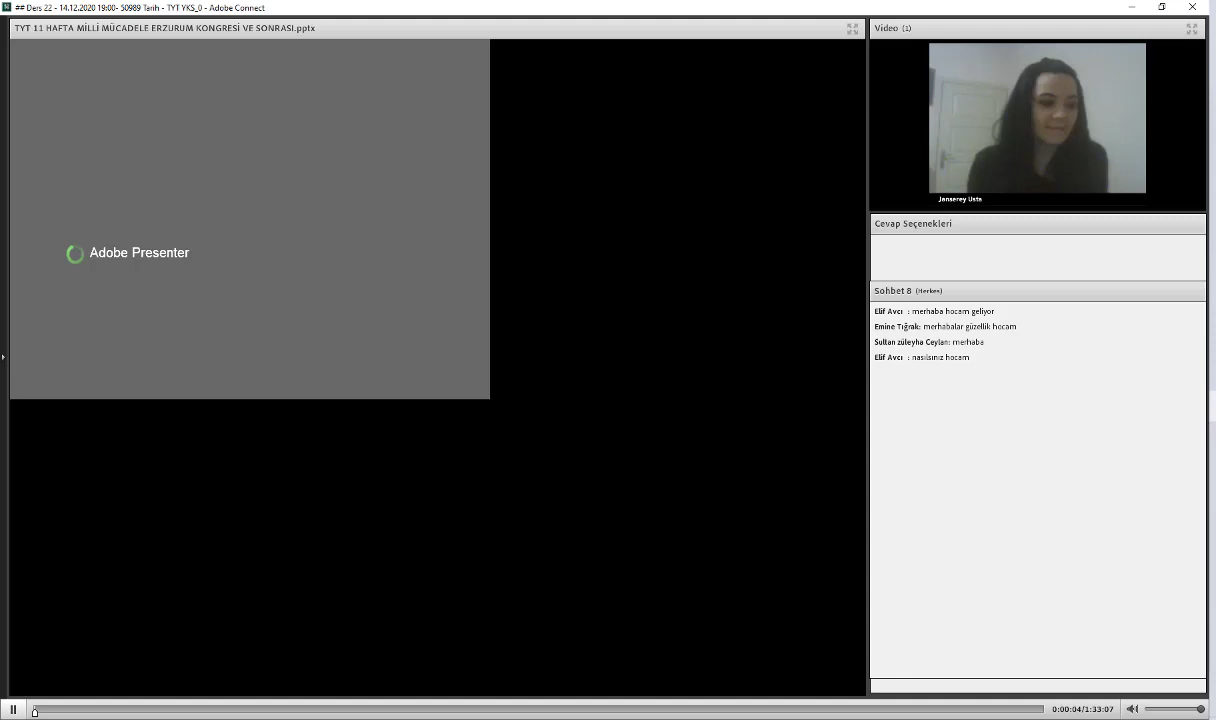 ## Ders 22 - 14.12.2020 19:00- 50989 Tarih - TYT YKS_0 - Adobe Connect
TYT 11 HAFTA MİLLİ MÜCADELE ERZURUM KONGRESİ VE SONRASI.pptx
Adobe Presenter
Video (1)
Janserey Usta
Cevap Seçenekleri
Sohbet 8 (Herkes)
Elif Avcı : merhaba hocam geliyor
Emine Tığrak: merhabalar güzellik hocam
Sultan züleyha Ceylan: merhaba
Elif Avcı : nasılsınız hocam
0:00:04/1:33:07